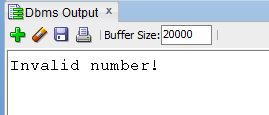 Dbms Output x
Buffer Size: 20000
Invalid number!